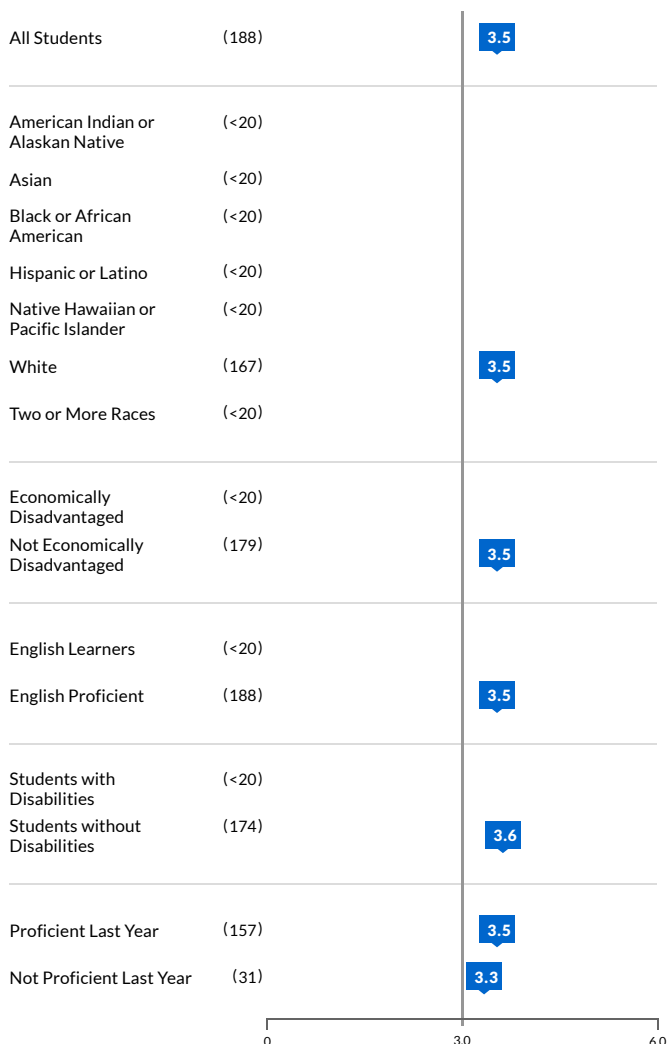 All Students (188) 3.5
American Indian or (<20)
Alaskan Native
Asian (<20)
Black or African (<20)
American
Hispanic or Latino (<20)
Native Hawaiian or (<20)
Pacific Islander
White (167) 3.5
Two or More Races (<20)
Economically (<20)
Disadvantaged
Not Economically (179) 3.5
Disadvantaged
English Learners (<20)
English Proficient (188) 3.5
Students with (<20)
Disabilities
Students without (174) 3.6
Disabilities
Proficient Last Year (157) 3.5
Not Proficient Last Year (31) 3.3
0 3.0 6.0